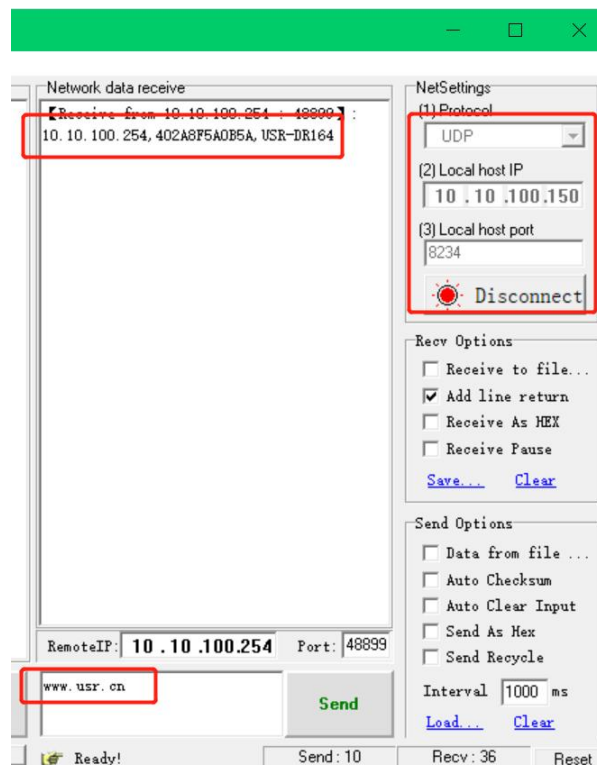 Network data receive
【Receive from 10.10.100.254 : 48899】:
10.10.100.254,402A8F5A0B5A,USR-DR164
RemoteIP: 10 .10 .100.254 Port: 48899
www.usr.cn
Send
Ready!
Send : 10
Recv : 36
Reset
NetSettings
(1) Protocol
UDP
(2) Local host IP
10 .10 .100.150
(3) Local host port
8234
Disconnect
Recv Options
Receive to file...
Add line return
Receive As HEX
Receive Pause
Save... Clear
Send Options
Data from file ...
Auto Checksum
Auto Clear Input
Send As Hex
Send Recycle
Interval 1000 ms
Load... Clear